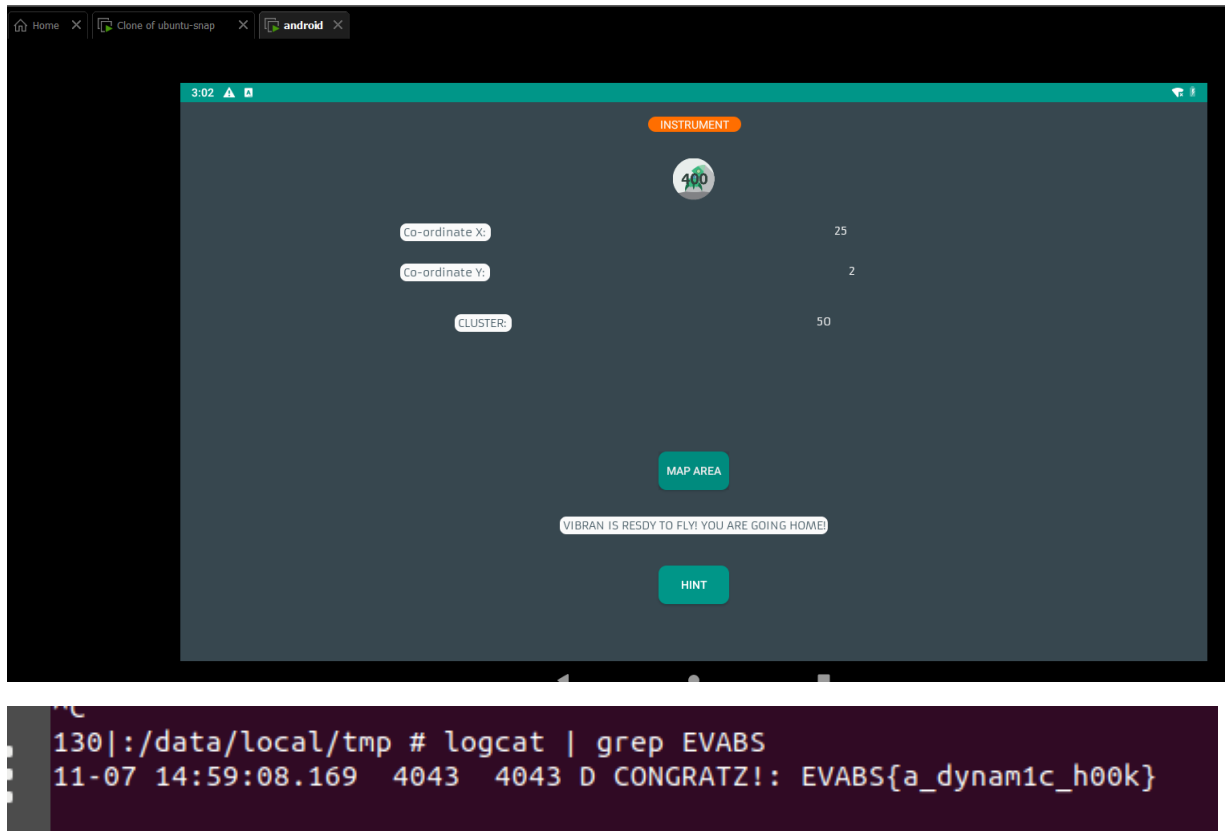 Home Clone of ubuntu-snap android
3:02
INSTRUMENT
400
Co-ordinate X: 25
Co-ordinate Y: 2
CLUSTER: 50
MAP AREA
VIBRAN IS RESDY TO FLY! YOU ARE GOING HOME!
HINT
^C
130|:/data/local/tmp # logcat | grep EVABS
11-07 14:59:08.169 4043 4043 D CONGRATZ!: EVABS{a_dynam1c_h00k}